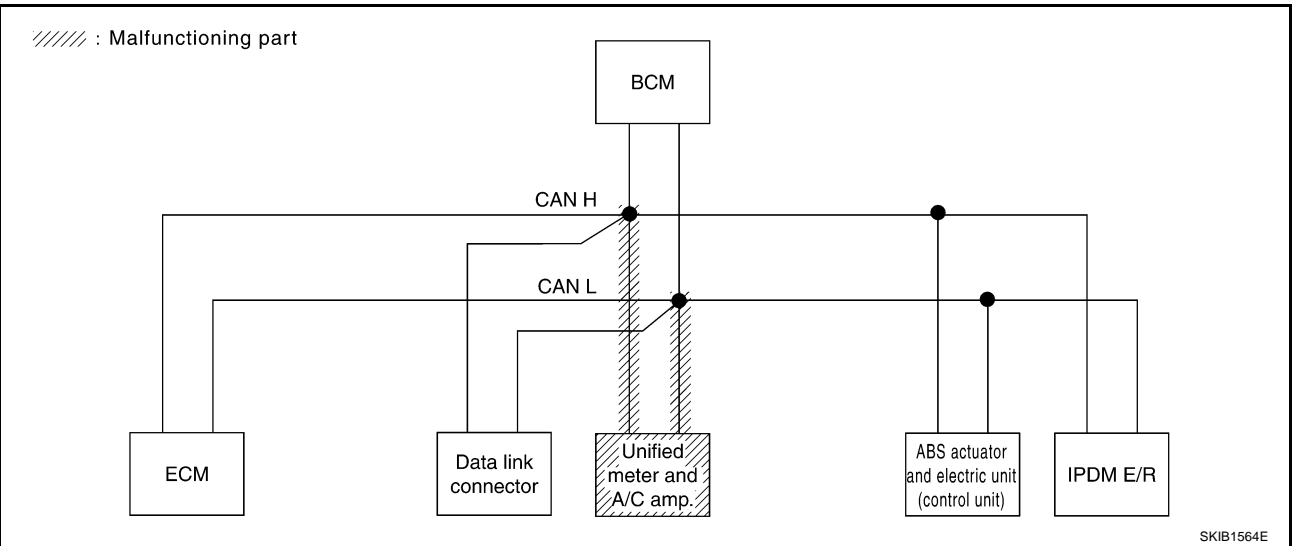 : Malfunctioning part
BCM
CAN H
CAN L
ECM
Data link
connector
Unified
meter and
A/C amp.
ABS actuator
and electric unit
(control unit)
IPDM E/R
SKIB1564E